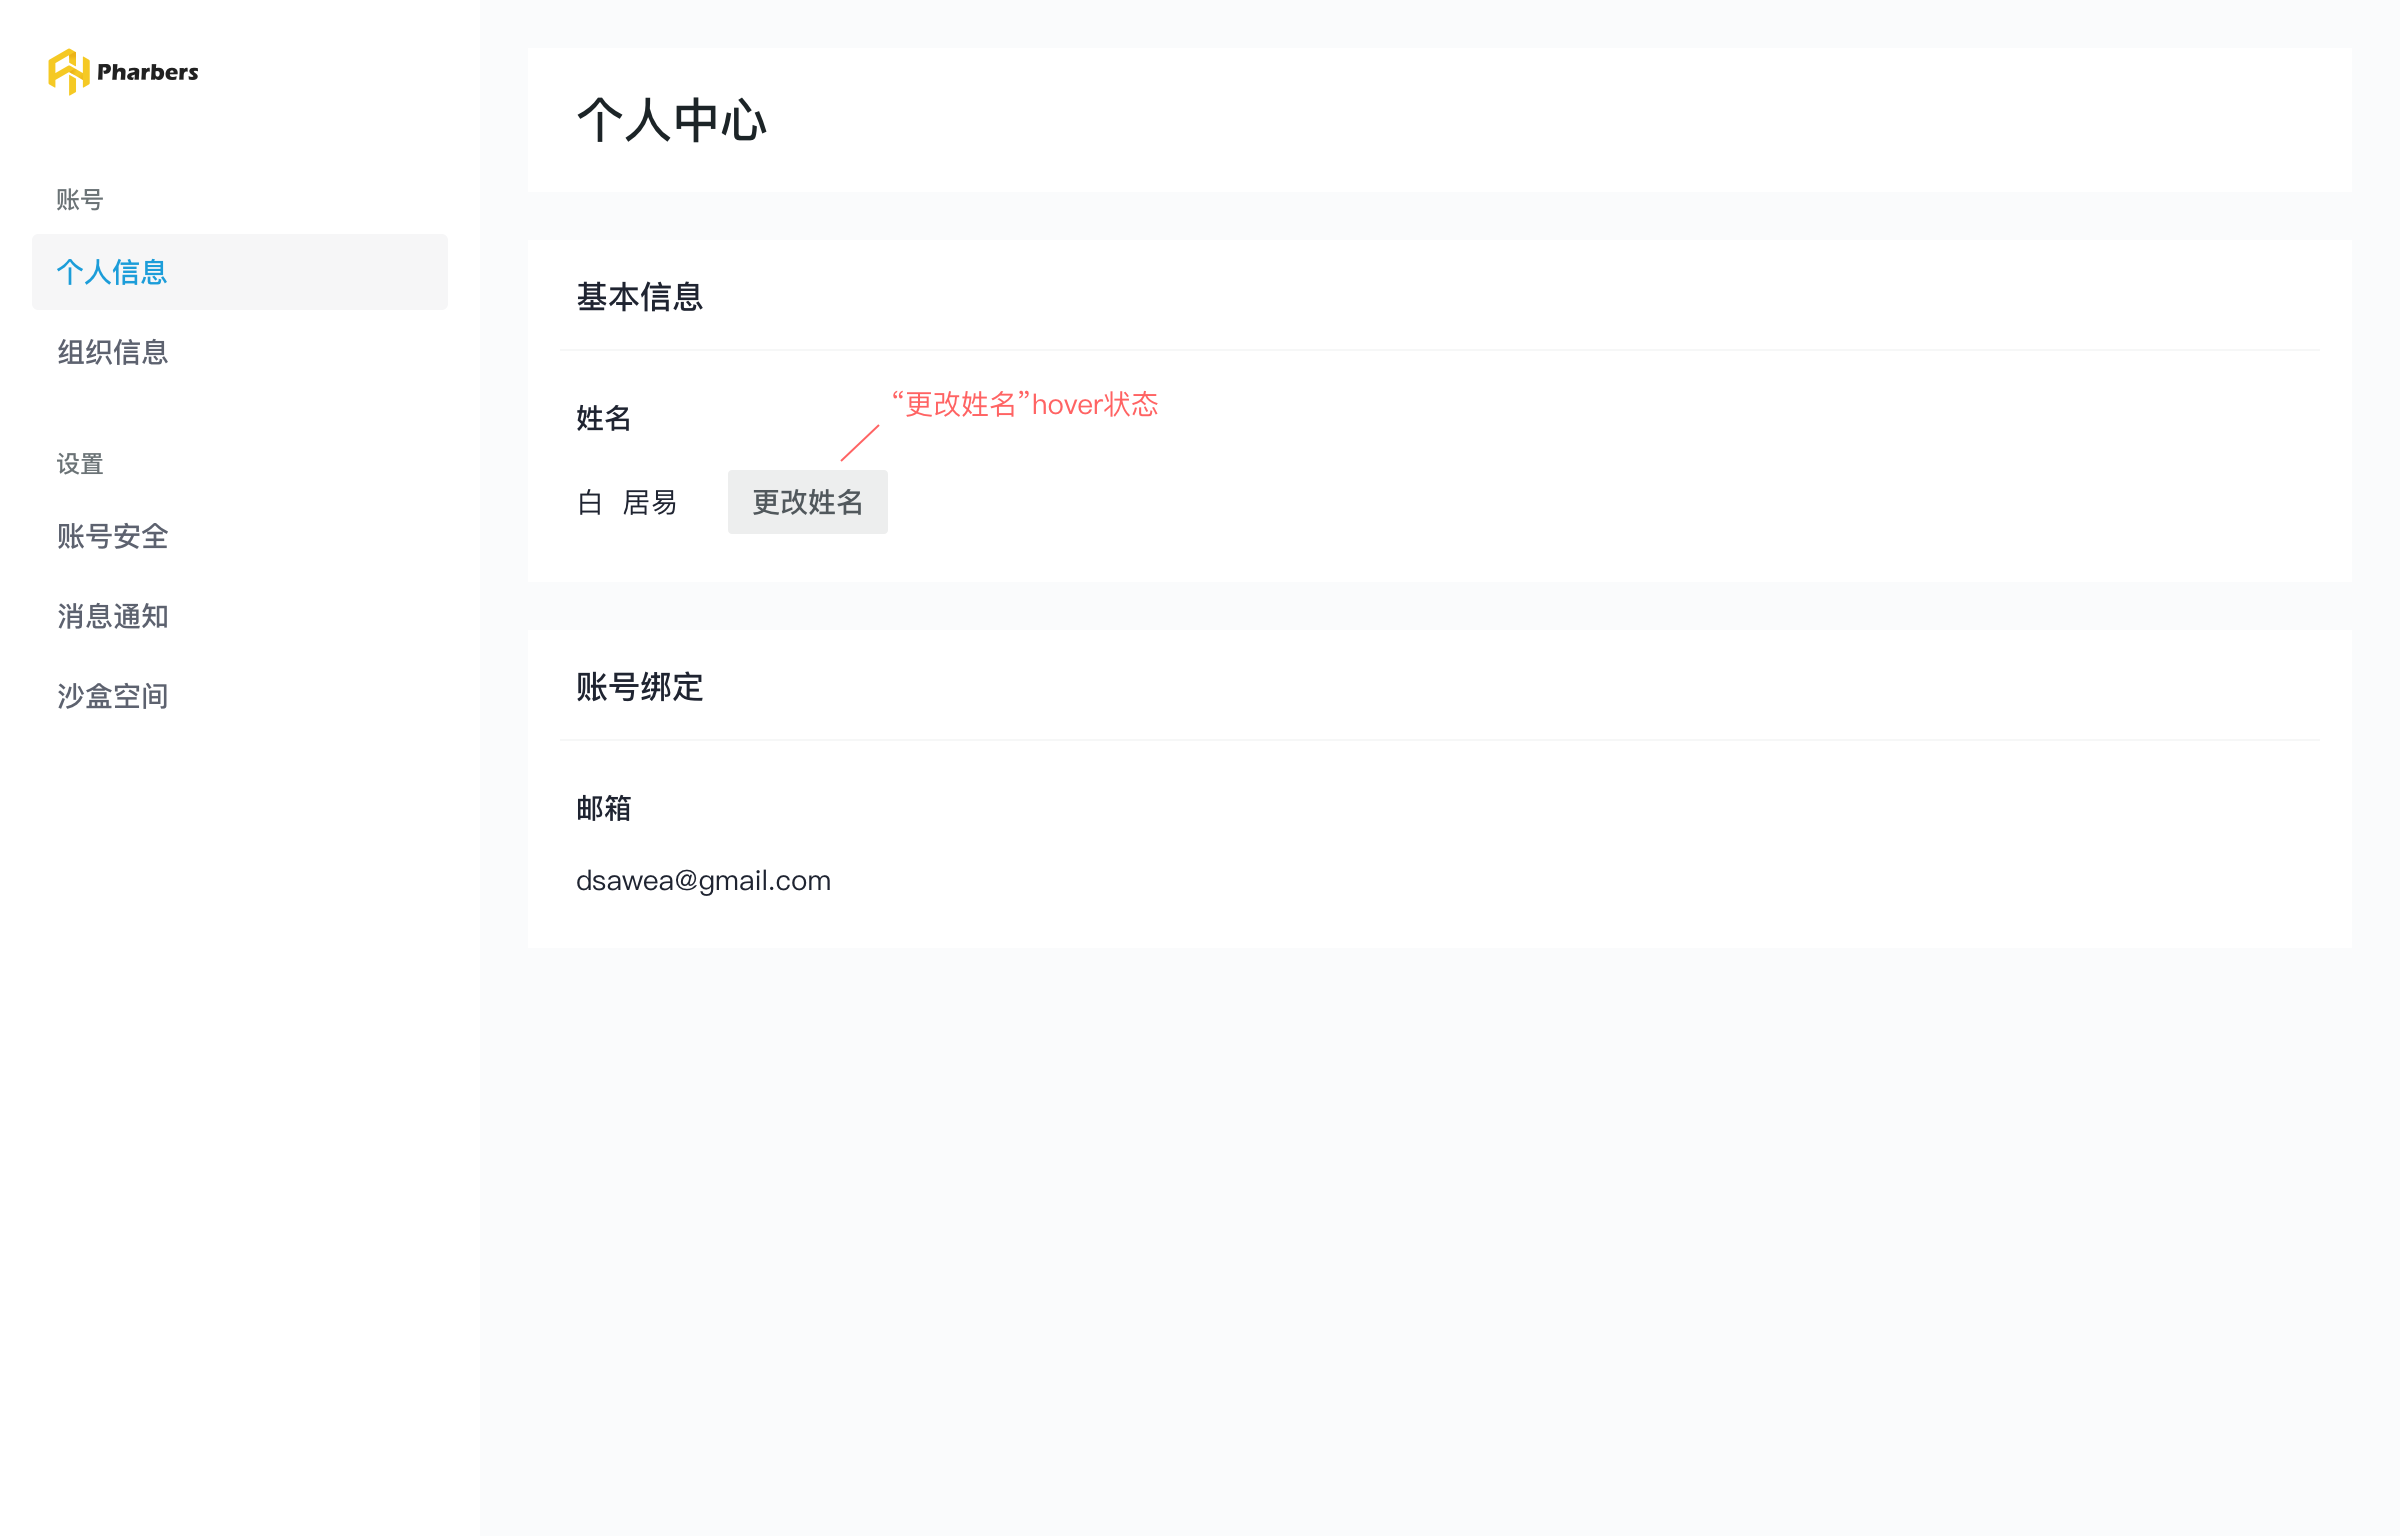 Pharbers
账号
个人信息
组织信息
设置
账号安全
消息通知
沙盒空间
个人中心
基本信息
姓名
“更改姓名”hover状态
白 居易
更改姓名
账号绑定
邮箱
dsawea@gmail.com